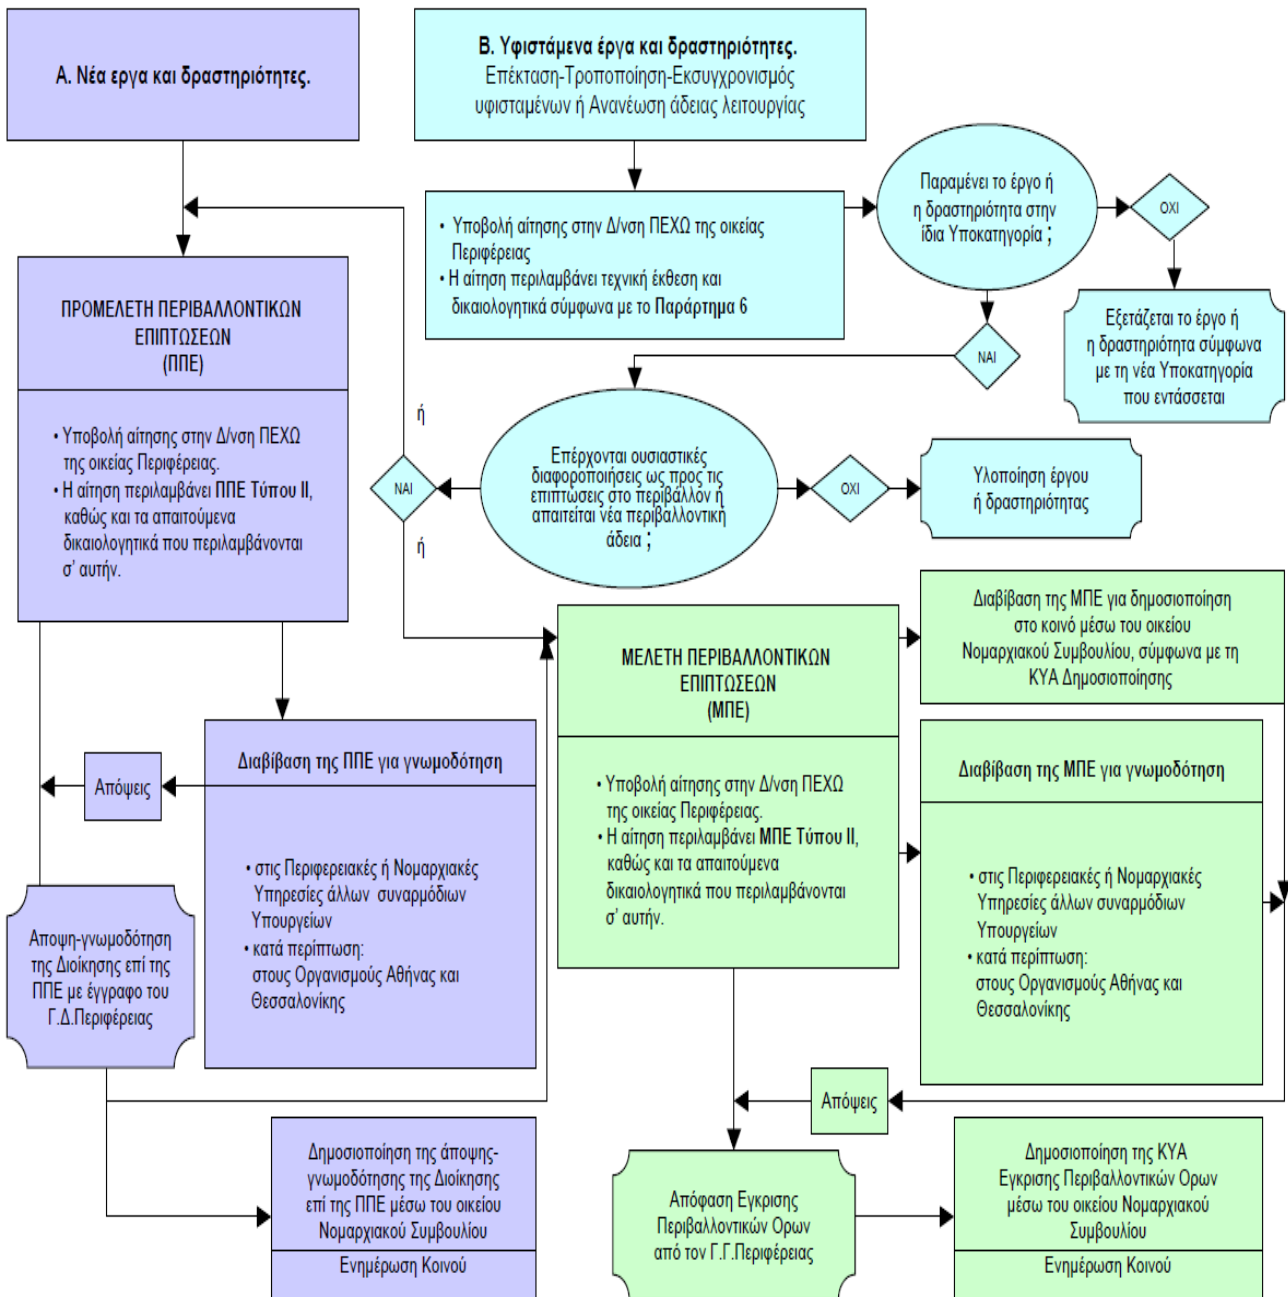 Α. Νέα εργα και δραστηριότητες.
Β. Υφιστάμενα έργα και δραστηριότητες.
Επέκταση-Τροποποίηση-Εκσυγχρονισμός
υφισταμένων ή Ανανέωση άδειας λειτουργίας
• Υποβολή αίτησης στην Δ/νση ΠΕΧΩ της οικείας
Περιφέρειας
• Η αίτηση περιλαμβάνει τεχνική έκθεση και
δικαιολογητικά σύμφωνα με το Παράρτημα 6
Παραμένει το έργο ή
η δραστηριότητα στην
ίδια Υποκατηγορία ;
ΟΧΙ
Εξετάζεται το έργο ή
η δραστηριότητα σύμφωνα
με τη νέα Υποκατηγορία
που εντάσσεται
ΝΑΙ
Επέρχονται ουσιαστικές
διαφοροποιήσεις ως προς τις
επιπτώσεις στο περιβάλλον ή
απαιτείται νέα περιβαλλοντική
άδεια ;
ΟΧΙ
Υλοποίηση έργου
ή δραστηριότητας
ΝΑΙ
ή
ή
ΠΡΟΜΕΛΕΤΗ ΠΕΡΙΒΑΛΛΟΝΤΙΚΩΝ
ΕΠΙΠΤΩΣΕΩΝ
(ΠΠΕ)
• Υποβολή αίτησης στην Δ/νση ΠΕΧΩ
της οικείας Περιφέρειας.
• Η αίτηση περιλαμβάνει ΠΠΕ Τύπου ΙΙ,
καθώς και τα απαιτούμενα
δικαιολογητικά που περιλαμβάνονται
σ' αυτήν.
Διαβίβαση της ΠΠΕ για γνωμοδότηση
• στις Περιφερειακές ή Νομαρχιακές
Υπηρεσίες άλλων συναρμόδιων
Υπουργείων
• κατά περίπτωση:
στους Οργανισμούς Αθήνας και
Θεσσαλονίκης
Απόψεις
Αποψη-γνωμοδότηση
της Διοίκησης επί της
ΠΠΕ με έγγραφο του
Γ.Δ.Περιφέρειας
Δημοσιοποίηση της άποψης-
γνωμοδότησης της Διοίκησης
επί της ΠΠΕ μέσω του οικείου
Νομαρχιακού Συμβουλίου
Ενημέρωση Κοινού
ΜΕΛΕΤΗ ΠΕΡΙΒΑΛΛΟΝΤΙΚΩΝ
ΕΠΙΠΤΩΣΕΩΝ
(ΜΠΕ)
• Υποβολή αίτησης στην Δ/νση ΠΕΧΩ
της οικείας Περιφέρειας.
• Η αίτηση περιλαμβάνει ΜΠΕ Τύπου ΙΙ,
καθώς και τα απαιτούμενα
δικαιολογητικά που περιλαμβάνονται
σ' αυτήν.
Διαβίβαση της ΜΠΕ για δημοσιοποίηση
στο κοινό μέσω του οικείου
Νομαρχιακού Συμβουλίου, σύμφωνα με τη
ΚΥΑ Δημοσιοποίησης
Διαβίβαση της ΜΠΕ για γνωμοδότηση
• στις Περιφερειακές ή Νομαρχιακές
Υπηρεσίες άλλων συναρμόδιων
Υπουργείων
• κατά περίπτωση:
στους Οργανισμούς Αθήνας και
Θεσσαλονίκης
Απόψεις
Απόφαση Εγκρισης
Περιβαλλοντικών Ορων
από τον Γ.Γ.Περιφέρειας
Δημοσιοποίηση της ΚΥΑ
Εγκρισης Περιβαλλοντικών Ορων
μέσω του οικείου Νομαρχιακού
Συμβουλίου
Ενημέρωση Κοινού